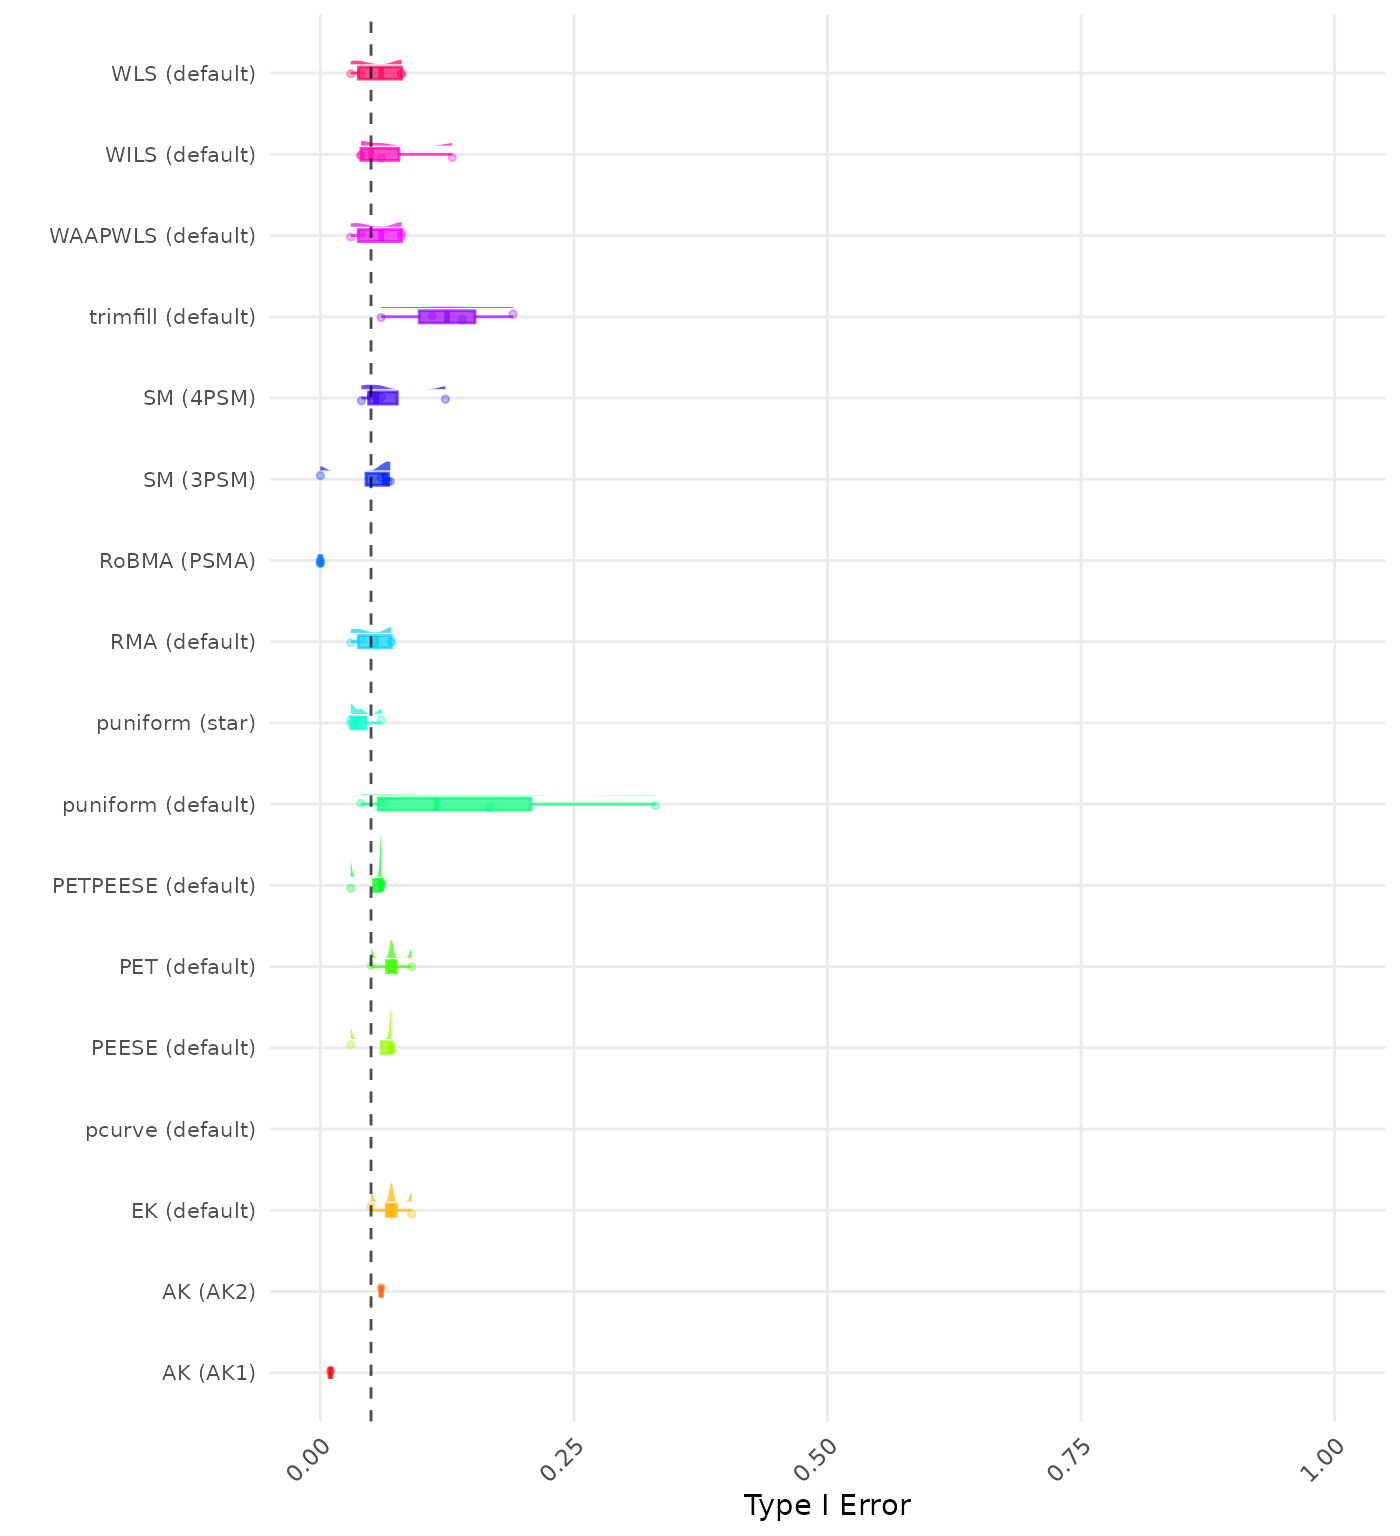 WLS (default)
WILS (default)
WAAPWLS (default)
trimfill (default)
SM (4PSM)
SM (3PSM)
RoBMA (PSMA)
RMA (default)
puniform (star)
puniform (default)
PETPEESE (default)
PET (default)
PEESE (default)
pcurve (default)
EK (default)
AK (AK2)
AK (AK1)
0.00 0.25 0.50 0.75 1.00
Type I Error